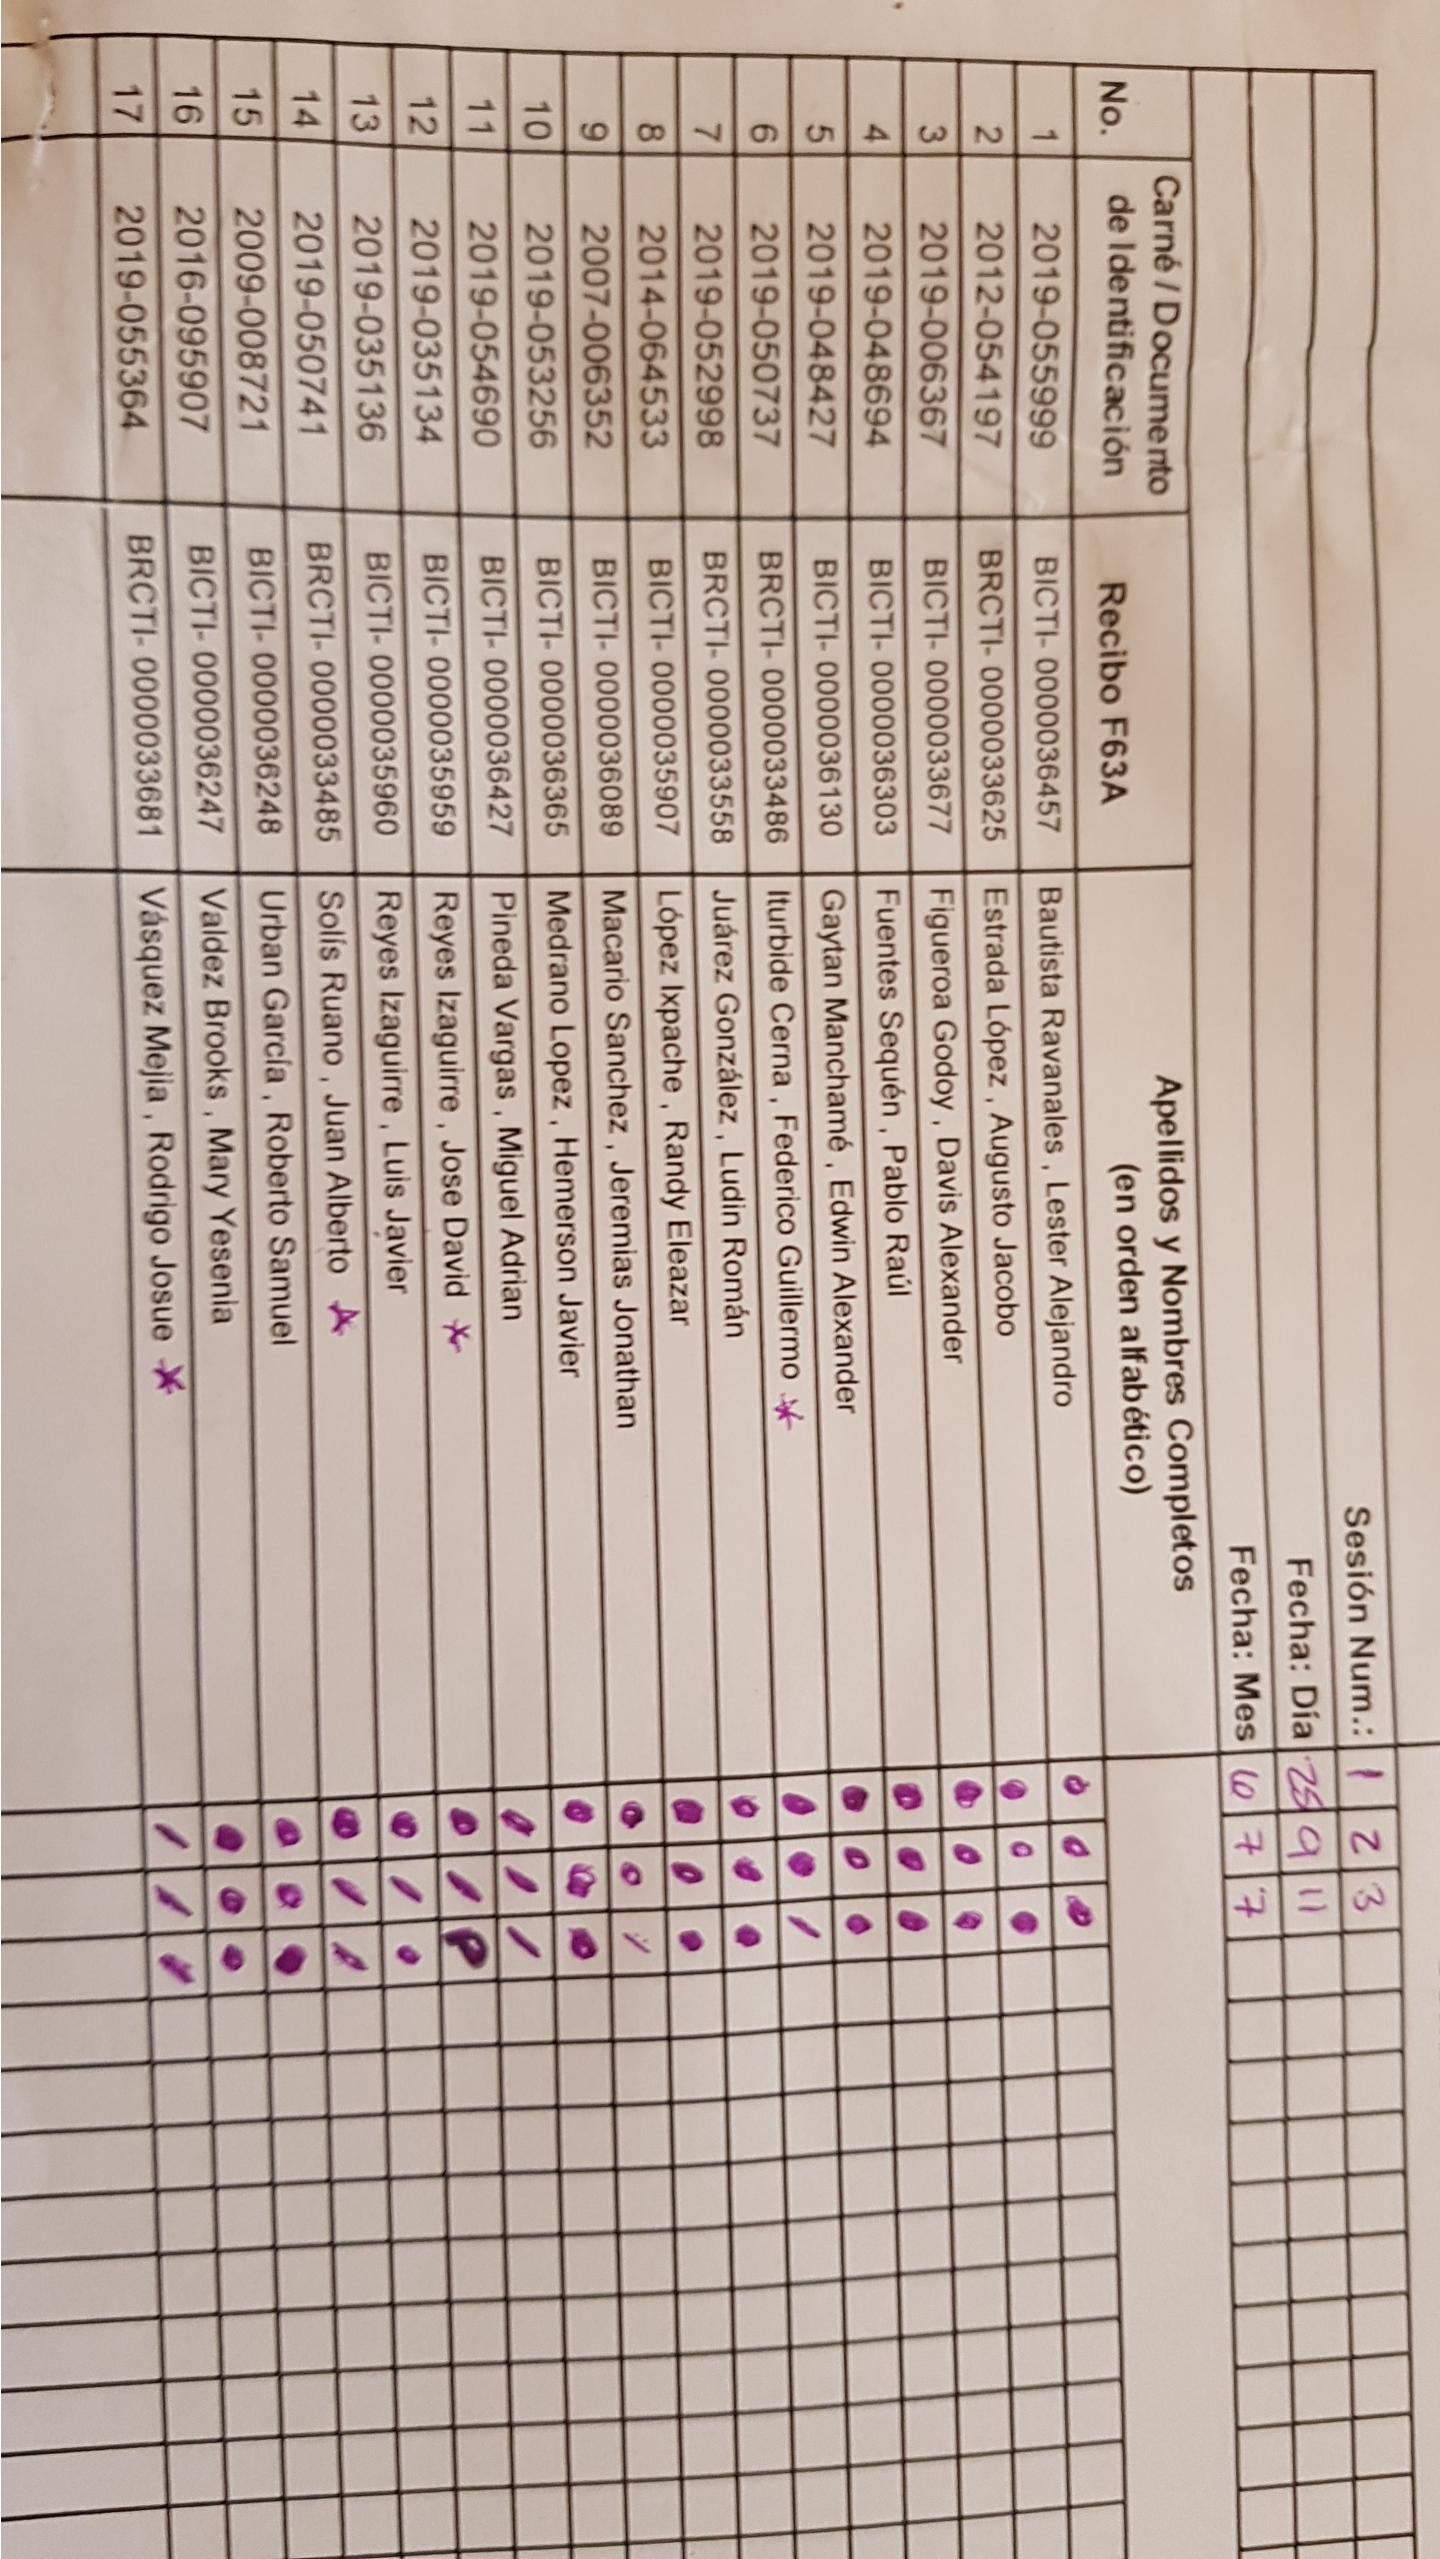 Sesión Num.: 1 2 3
Fecha: Día 28 9 11
Fecha: Mes 6 7 7
No. Carné / Documento de Identificación Recibo F63A Apellidos y Nombres Completos (en orden alfabético)
1 2019-055999 BICTI- 0000036457 Bautista Ravanales , Lester Alejandro
2 2012-054197 BRCTI- 0000033625 Estrada López , Augusto Jacobo
3 2019-006367 BICTI- 0000033677 Figueroa Godoy , Davis Alexander
4 2019-048694 BICTI- 0000036303 Fuentes Sequén , Pablo Raúl
5 2019-048427 BICTI- 0000036130 Gaytan Manchamé , Edwin Alexander
6 2019-050737 BRCTI- 0000033486 Iturbide Cerna , Federico Guillermo *
7 2019-052998 BRCTI- 0000033558 Juárez González , Ludin Román
8 2014-064533 BICTI- 0000035907 López Ixpache , Randy Eleazar
9 2007-006352 BICTI- 0000036089 Macario Sanchez , Jeremias Jonathan
10 2019-053256 BICTI- 0000036365 Medrano Lopez , Hemerson Javier
11 2019-054690 BICTI- 0000036427 Pineda Vargas , Miguel Adrian
12 2019-035134 BICTI- 0000035959 Reyes Izaguirre , Jose David * P
13 2019-035136 BICTI- 0000035960 Reyes Izaguirre , Luis Javier
14 2019-050741 BRCTI- 0000033485 Solís Ruano , Juan Alberto *
15 2009-008721 BICTI- 0000036248 Urban García , Roberto Samuel
16 2016-095907 BICTI- 0000036247 Valdez Brooks , Mary Yesenia
17 2019-055364 BRCTI- 0000033681 Vásquez Mejia , Rodrigo Josue *